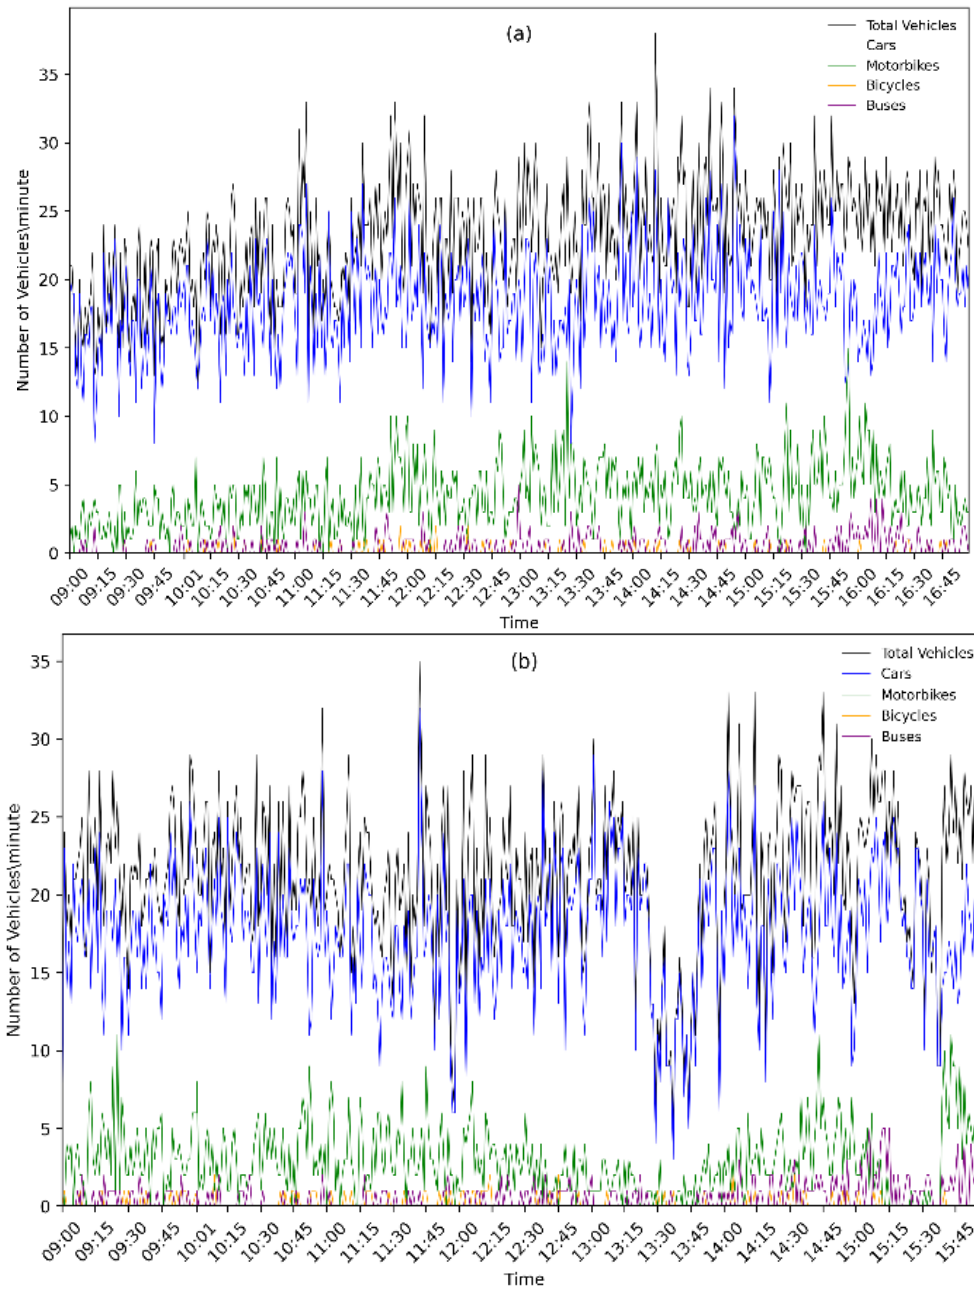 (a)
Total Vehicles
Cars
Motorbikes
Bicycles
Buses
Number of Vehicles\minute
35
30
25
20
15
10
5
0
09:00 09:15 09:30 09:45 10:01 10:15 10:30 10:45 11:00 11:15 11:30 11:45 12:00 12:15 12:30 12:45 13:00 13:15 13:30 13:45 14:00 14:15 14:30 14:45 15:00 15:15 15:30 15:45 16:00 16:15 16:30 16:45
Time
(b)
Total Vehicles
Cars
Motorbikes
Bicycles
Buses
Number of Vehicles\minute
35
30
25
20
15
10
5
0
09:00 09:15 09:30 09:45 10:01 10:15 10:30 10:45 11:00 11:15 11:30 11:45 12:00 12:15 12:30 12:45 13:00 13:15 13:30 13:45 14:00 14:15 14:30 14:45 15:00 15:15 15:30 15:45
Time